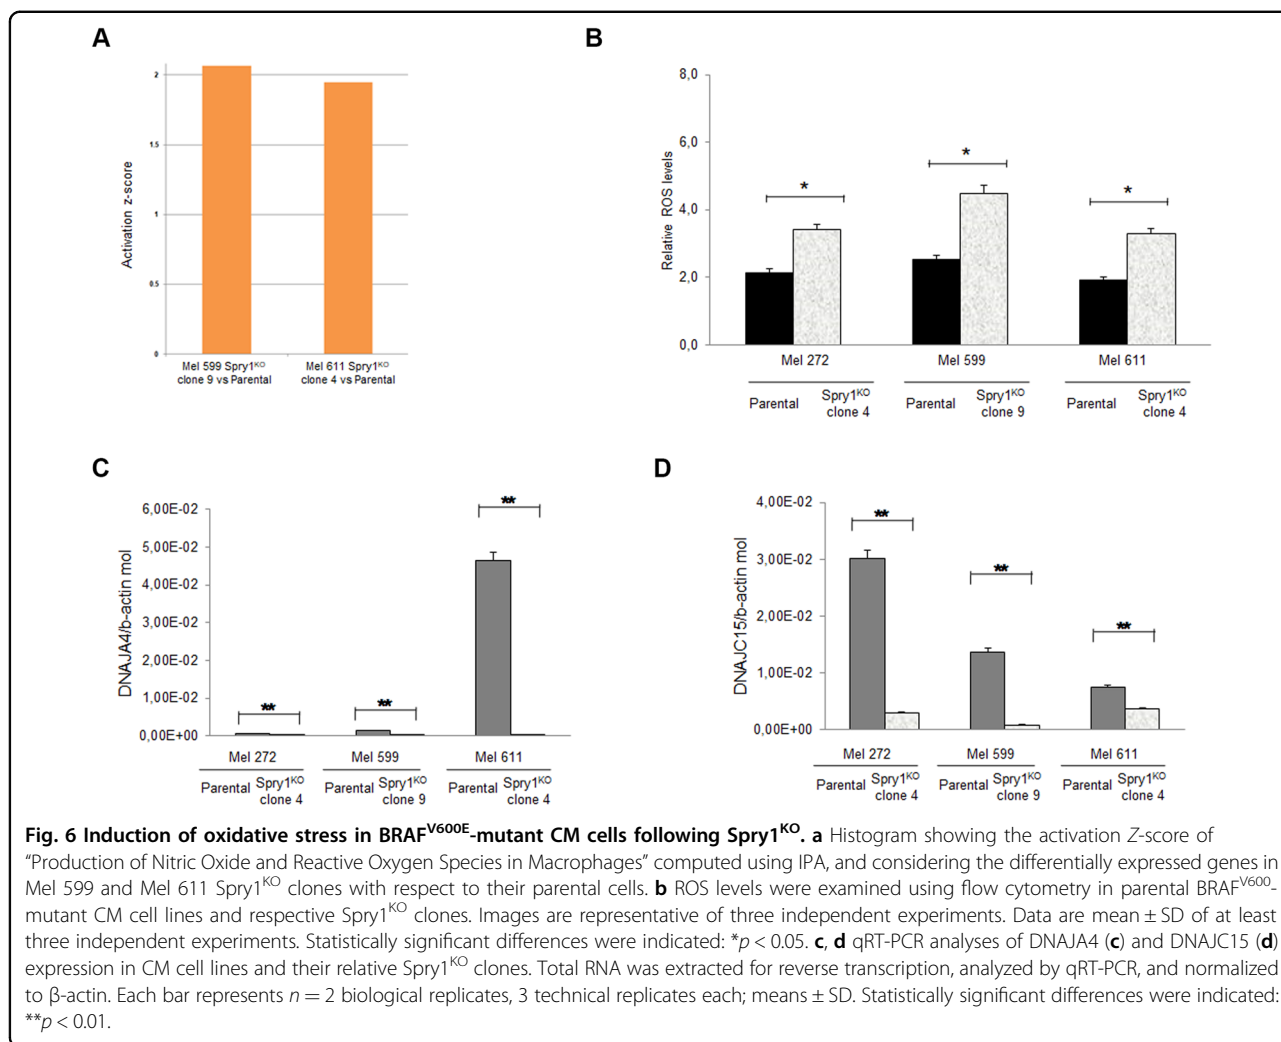 A
2
1.5
1
0.5
0
Activation z-score
Mel 599 Spry1KO
clone 9 vs Parental
Mel 611 Spry1KO
clone 4 vs Parental
B
8,0
6,0
4,0
2,0
0,0
Relative ROS levels
*
*
*
Mel 272
Mel 599
Mel 611
Parental
Spry1KO
clone 4
Parental
Spry1KO
clone 9
Parental
Spry1KO
clone 4
C
6,00E-02
5,00E-02
4,00E-02
3,00E-02
2,00E-02
1,00E-02
0,00E+00
DNAJA4/b-actin mol
**
**
**
Mel 272
Mel 599
Mel 611
Parental
Spry1KO
clone 4
Parental
Spry1KO
clone 9
Parental
Spry1KO
clone 4
D
4,00E-02
3,00E-02
2,00E-02
1,00E-02
0,00E+00
DNAJC15/b-actin mol
**
**
**
Mel 272
Mel 599
Mel 611
Parental
Spry1KO
clone 4
Parental
Spry1KO
clone 9
Parental
Spry1KO
clone 4
Fig. 6 Induction of oxidative stress in BRAFV600E-mutant CM cells following Spry1KO. a Histogram showing the activation Z-score of
“Production of Nitric Oxide and Reactive Oxygen Species in Macrophages” computed using IPA, and considering the differentially expressed genes in
Mel 599 and Mel 611 Spry1KO clones with respect to their parental cells. b ROS levels were examined using flow cytometry in parental BRAFV600-
mutant CM cell lines and respective Spry1KO clones. Images are representative of three independent experiments. Data are mean ± SD of at least
three independent experiments. Statistically significant differences were indicated: *p < 0.05. c, d qRT-PCR analyses of DNAJA4 (c) and DNAJC15 (d)
expression in CM cell lines and their relative Spry1KO clones. Total RNA was extracted for reverse transcription, analyzed by qRT-PCR, and normalized
to β-actin. Each bar represents n = 2 biological replicates, 3 technical replicates each; means ± SD. Statistically significant differences were indicated:
**p < 0.01.